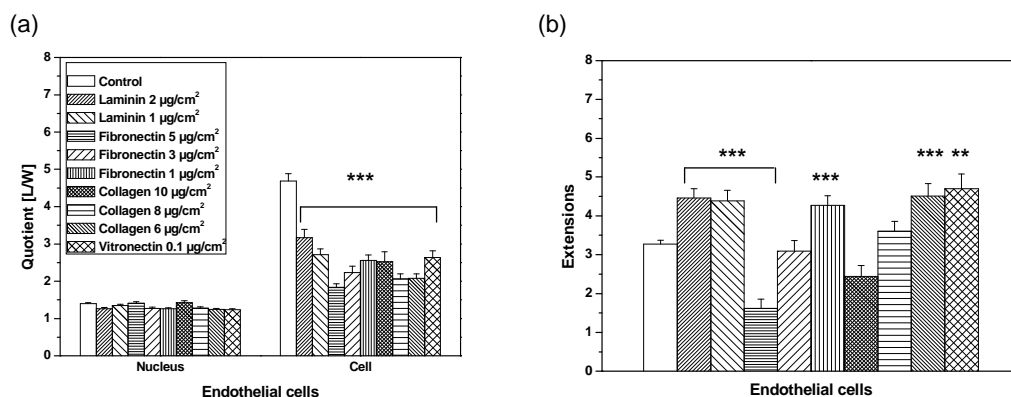 (a)
8
7
6
5
4
3
2
1
0
Quotient [L/W]
Control
Laminin 2 µg/cm²
Laminin 1 µg/cm²
Fibronectin 5 µg/cm²
Fibronectin 3 µg/cm²
Fibronectin 1 µg/cm²
Collagen 10 µg/cm²
Collagen 8 µg/cm²
Collagen 6 µg/cm²
Vitronectin 0.1 µg/cm²
***
Nucleus Cell
Endothelial cells
(b)
8
7
6
5
4
3
2
1
0
Extensions
*** *** *** **
Endothelial cells